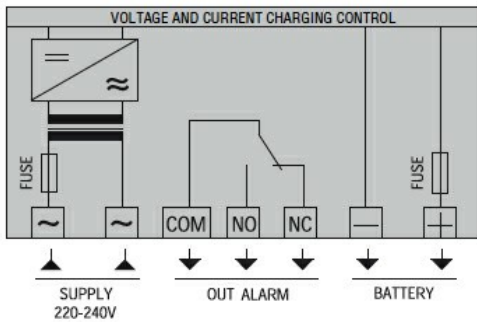 VOLTAGE AND CURRENT CHARGING CONTROL
FUSE
FUSE
~ ~ COM NO NC — +
SUPPLY OUT ALARM BATTERY
220-240V